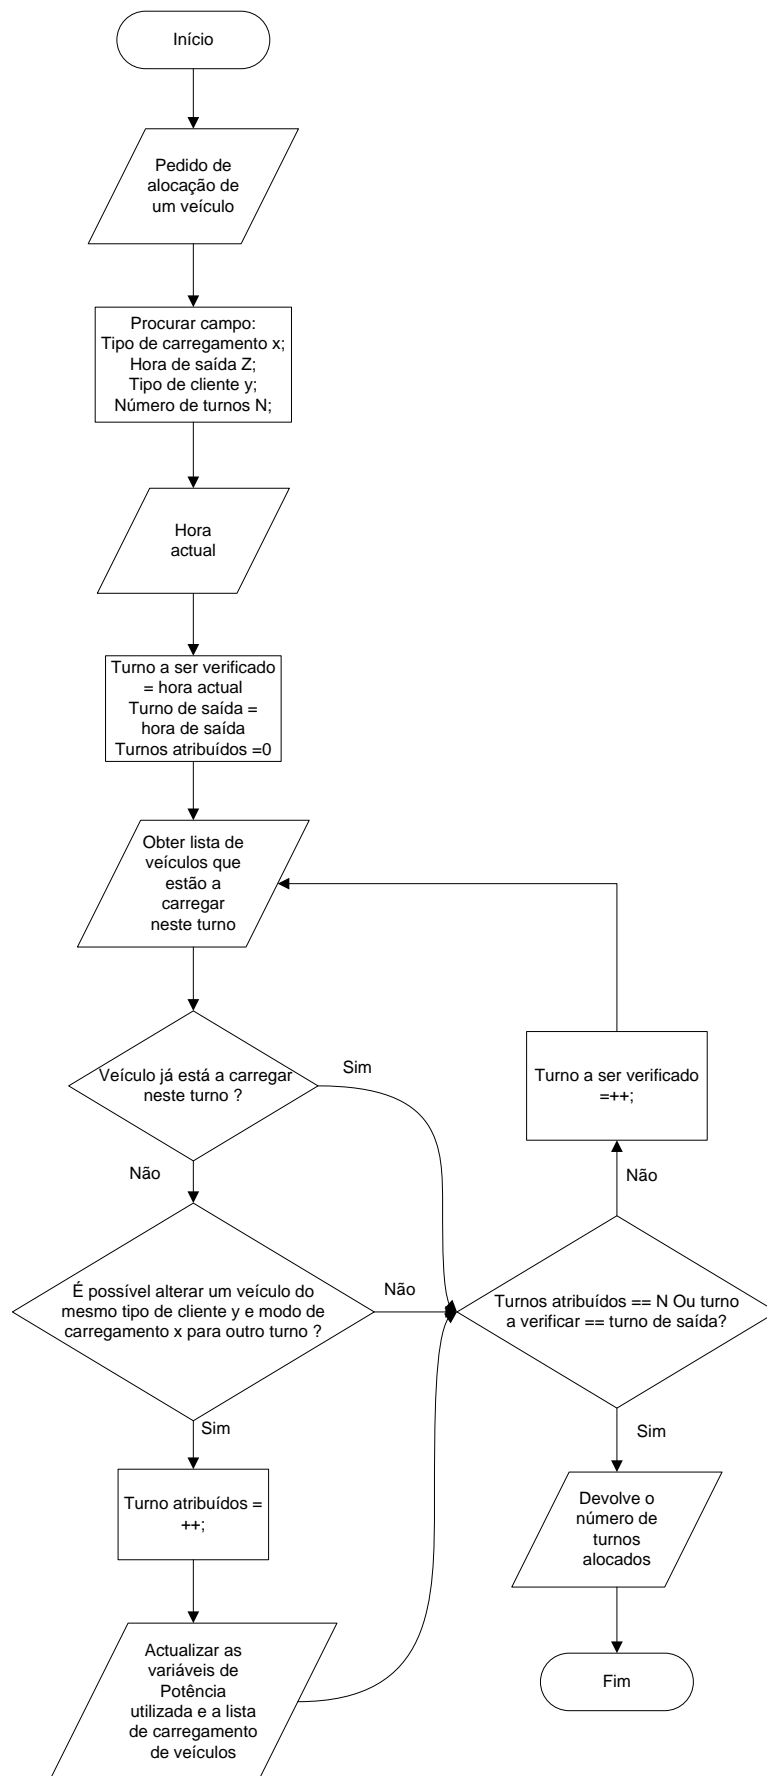 Início
Pedido de
alocação de
um veículo
Procurar campo:
Tipo de carregamento x;
Hora de saída Z;
Tipo de cliente y;
Número de turnos N;
Hora
actual
Turno a ser verificado
= hora actual
Turno de saída =
hora de saída
Turnos atribuídos =0
Obter lista de
veículos que
estão a
carregar
neste turno
Veículo já está a carregar
neste turno ?
Sim
Não
É possível alterar um veículo do
mesmo tipo de cliente y e modo de
carregamento x para outro turno ?
Não
Sim
Turno atribuídos =
++;
Actualizar as
variáveis de
Potência
utilizada e a lista
de carregamento
de veículos
Turno a ser verificado
=++;
Não
Turnos atribuídos == N Ou turno
a verificar == turno de saída?
Sim
Devolve o
número de
turnos
alocados
Fim